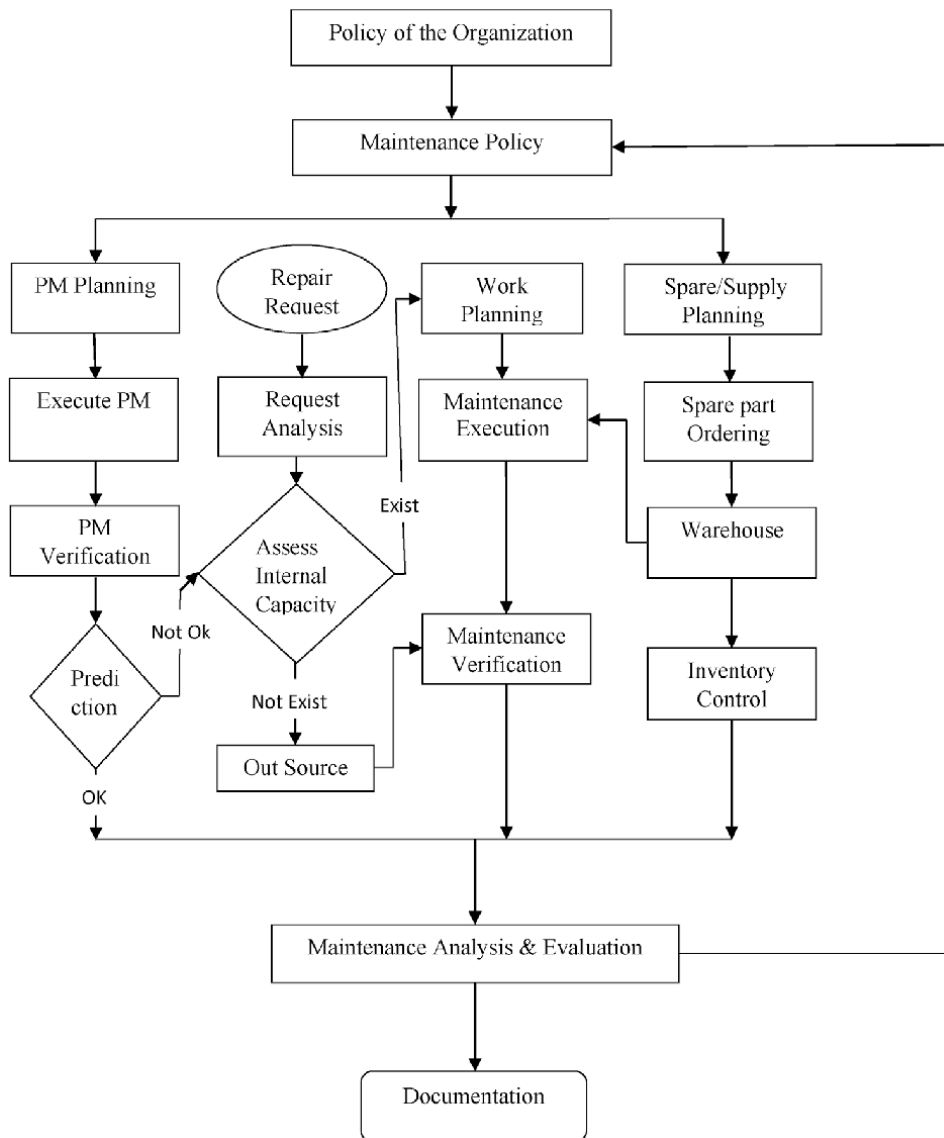 Policy of the Organization
Maintenance Policy
PM Planning
Repair
Request
Work
Planning
Spare/Supply
Planning
Execute PM
Request
Analysis
Maintenance
Execution
Spare part
Ordering
Exist
PM
Verification
Assess
Internal
Capacity
Warehouse
Not Ok
Maintenance
Verification
Predi
ction
Inventory
Control
Not Exist
Out Source
OK
Maintenance Analysis & Evaluation
Documentation